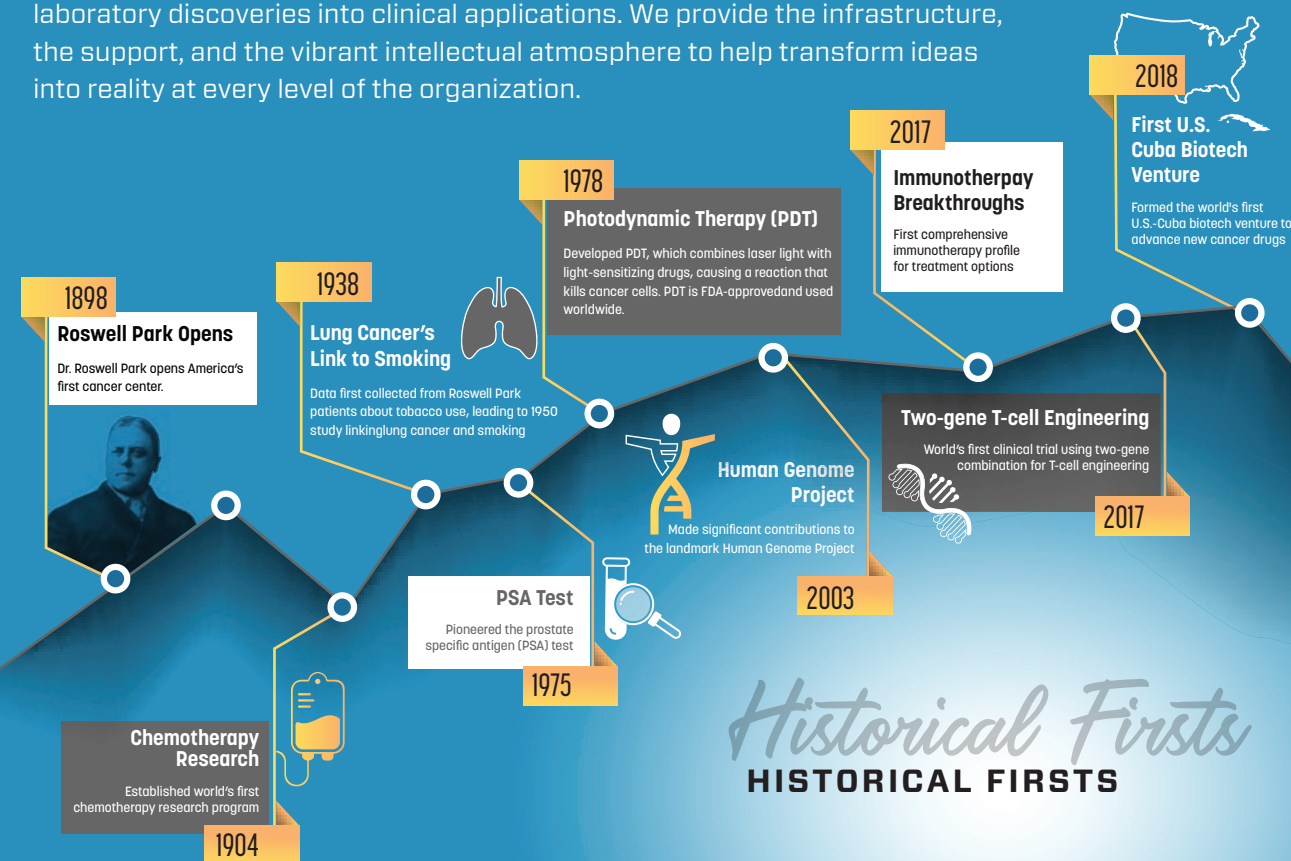 laboratory discoveries into clinical applications. We provide the infrastructure,
the support, and the vibrant intellectual atmosphere to help transform ideas
into reality at every level of the organization.
1898
Roswell Park Opens
Dr. Roswell Park opens America's
first cancer center.
1904
Chemotherapy
Research
Established world's first
chemotherapy research program
1938
Lung Cancer's
Link to Smoking
Data first collected from Roswell Park
patients about tobacco use, leading to 1950
study linkinglung cancer and smoking
1975
PSA Test
Pioneered the prostate
specific antigen (PSA) test
1978
Photodynamic Therapy (PDT)
Developed PDT, which combines laser light with
light-sensitizing drugs, causing a reaction that
kills cancer cells. PDT is FDA-approvedand used
worldwide.
2003
Human Genome
Project
Made significant contributions to
the landmark Human Genome Project
2017
Immunotherpay
Breakthroughs
First comprehensive
immunotherapy profile
for treatment options
2017
Two-gene T-cell Engineering
World's first clinical trial using two-gene
combination for T-cell engineering
2018
First U.S.
Cuba Biotech
Venture
Formed the world's first
U.S.-Cuba biotech venture to
advance new cancer drugs
Historical Firsts
HISTORICAL FIRSTS